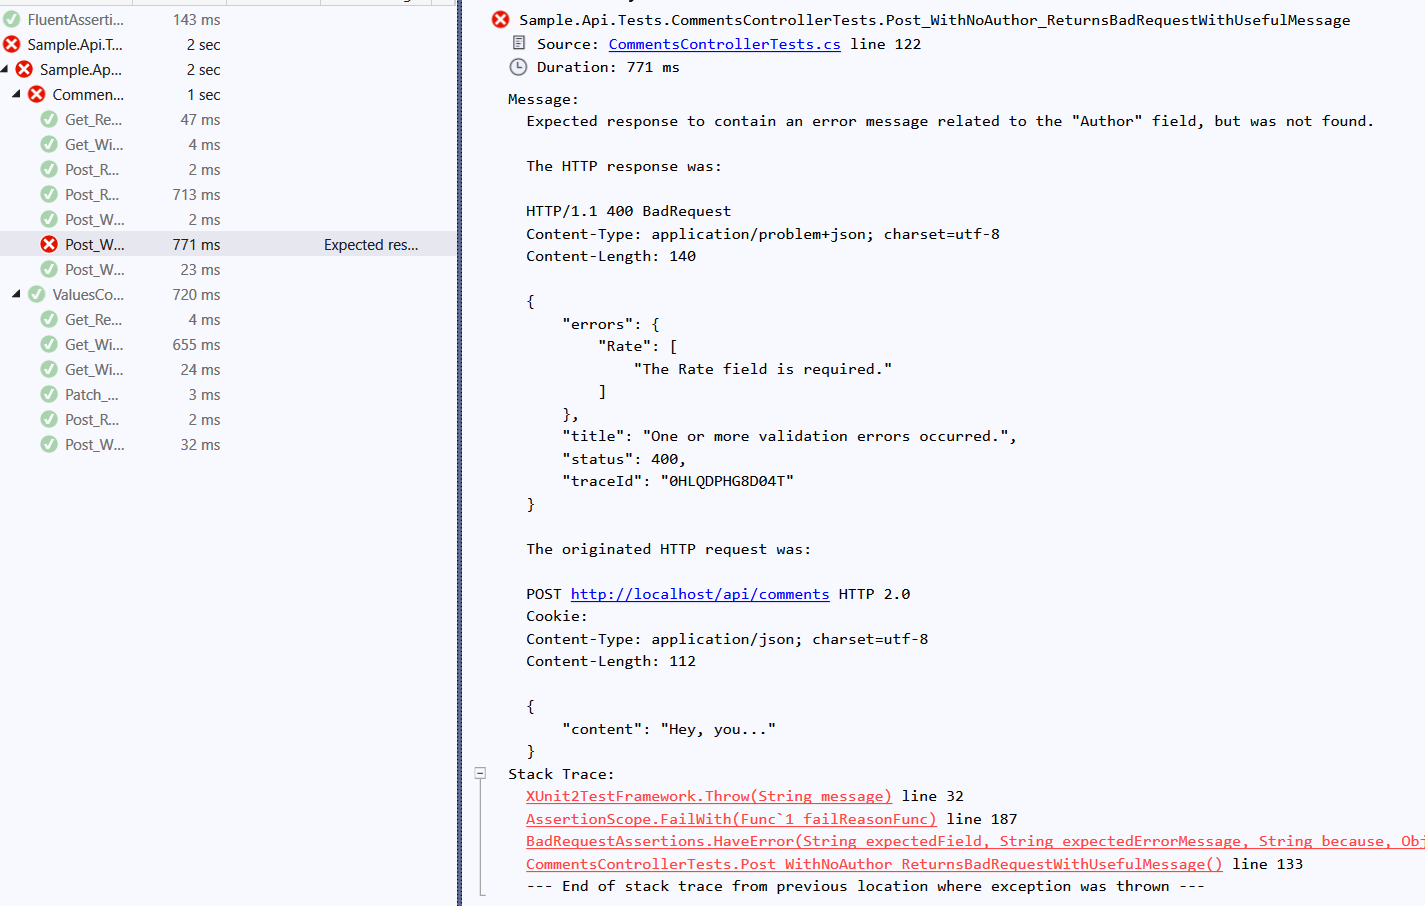 FluentAsserti... 143 ms
Sample.Api.T... 2 sec
Sample.Ap... 2 sec
Commen... 1 sec
Get_Re... 47 ms
Get_Wi... 4 ms
Post_R... 2 ms
Post_R... 713 ms
Post_W... 2 ms
Post_W... 771 ms Expected res...
Post_W... 23 ms
ValuesCo... 720 ms
Get_Re... 4 ms
Get_Wi... 655 ms
Get_Wi... 24 ms
Patch_... 3 ms
Post_R... 2 ms
Post_W... 32 ms
Sample.Api.Tests.CommentsControllerTests.Post_WithNoAuthor_ReturnsBadRequestWithUsefulMessage
Source: CommentsControllerTests.cs line 122
Duration: 771 ms
Message:
Expected response to contain an error message related to the "Author" field, but was not found.
The HTTP response was:
HTTP/1.1 400 BadRequest
Content-Type: application/problem+json; charset=utf-8
Content-Length: 140
{
"errors": {
"Rate": [
"The Rate field is required."
]
},
"title": "One or more validation errors occurred.",
"status": 400,
"traceId": "0HLQDPHG8D04T"
}
The originated HTTP request was:
POST http://localhost/api/comments HTTP 2.0
Cookie:
Content-Type: application/json; charset=utf-8
Content-Length: 112
{
"content": "Hey, you..."
}
Stack Trace:
XUnit2TestFramework.Throw(String message) line 32
AssertionScope.FailWith(Func`1 failReasonFunc) line 187
BadRequestAssertions.HaveError(String expectedField, String expectedErrorMessage, String because, Obj
CommentsControllerTests.Post_WithNoAuthor_ReturnsBadRequestWithUsefulMessage() line 133
--- End of stack trace from previous location where exception was thrown ---